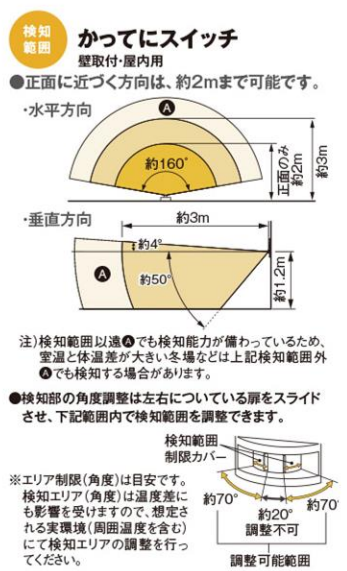 検知
範囲
かってにスイッチ
壁取付・屋内用
●正面に近づく方向は、約2mまで可能です。
・水平方向
A
約160°
正面のみ
約2m
約3m
・垂直方向
約3m
約4°
A
約50°
約1.2m
注)検知範囲以遠Aでも検知能力が備わっているため、
室温と体温差が大きい冬場などは上記検知範囲外
Aでも検知する場合があります。
●検知部の角度調整は左右についている扉をスライド
させ、下記範囲内で検知範囲を調整できます。
検知範囲
制限カバー
※エリア制限(角度)は目安です。
検知エリア(角度)は温度差に
も影響を受けますので、想定さ
れる実環境(周囲温度を含む)
にて検知エリアの調整を行っ
てください。
約70°
約20°
約70°
調整不可
調整可能範囲